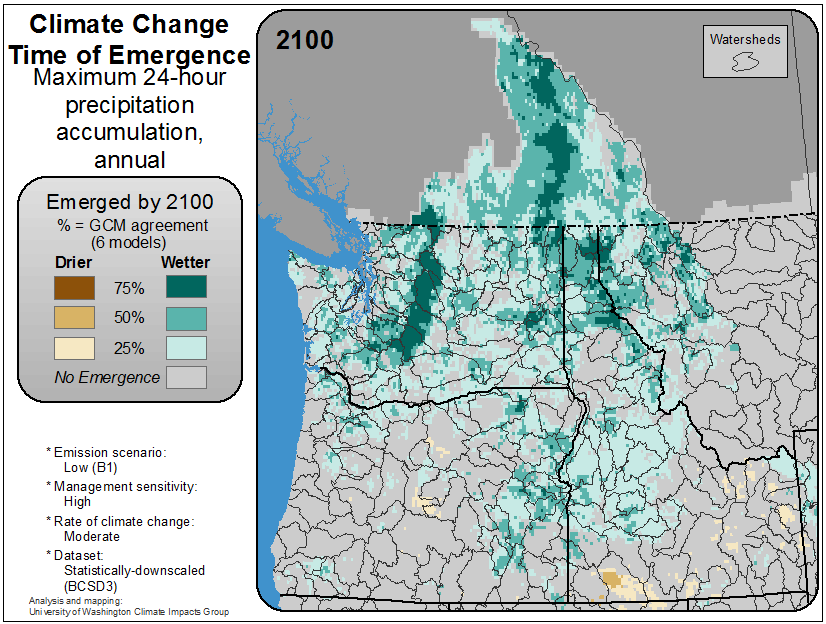 Climate Change
Time of Emergence
Maximum 24-hour
precipitation
accumulation,
annual
Emerged by 2100
% = GCM agreement
(6 models)
Drier Wetter
75%
50%
25%
No Emergence
* Emission scenario:
Low (B1)
* Management sensitivity:
High
* Rate of climate change:
Moderate
* Dataset:
Statistically-downscaled
(BCSD3)
Analysis and mapping:
University of Washington Climate Impacts Group
2100
Watersheds